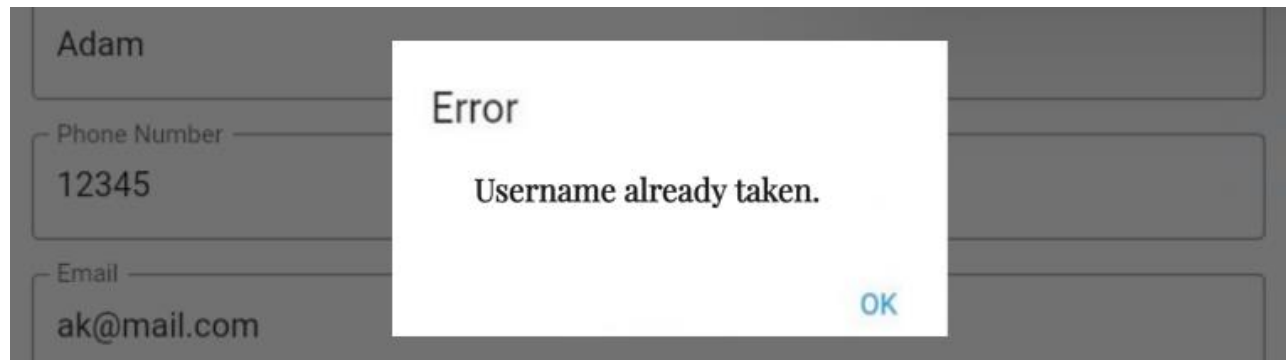 Adam
Error
Phone Number
12345
Username already taken.
Email
ak@mail.com
OK